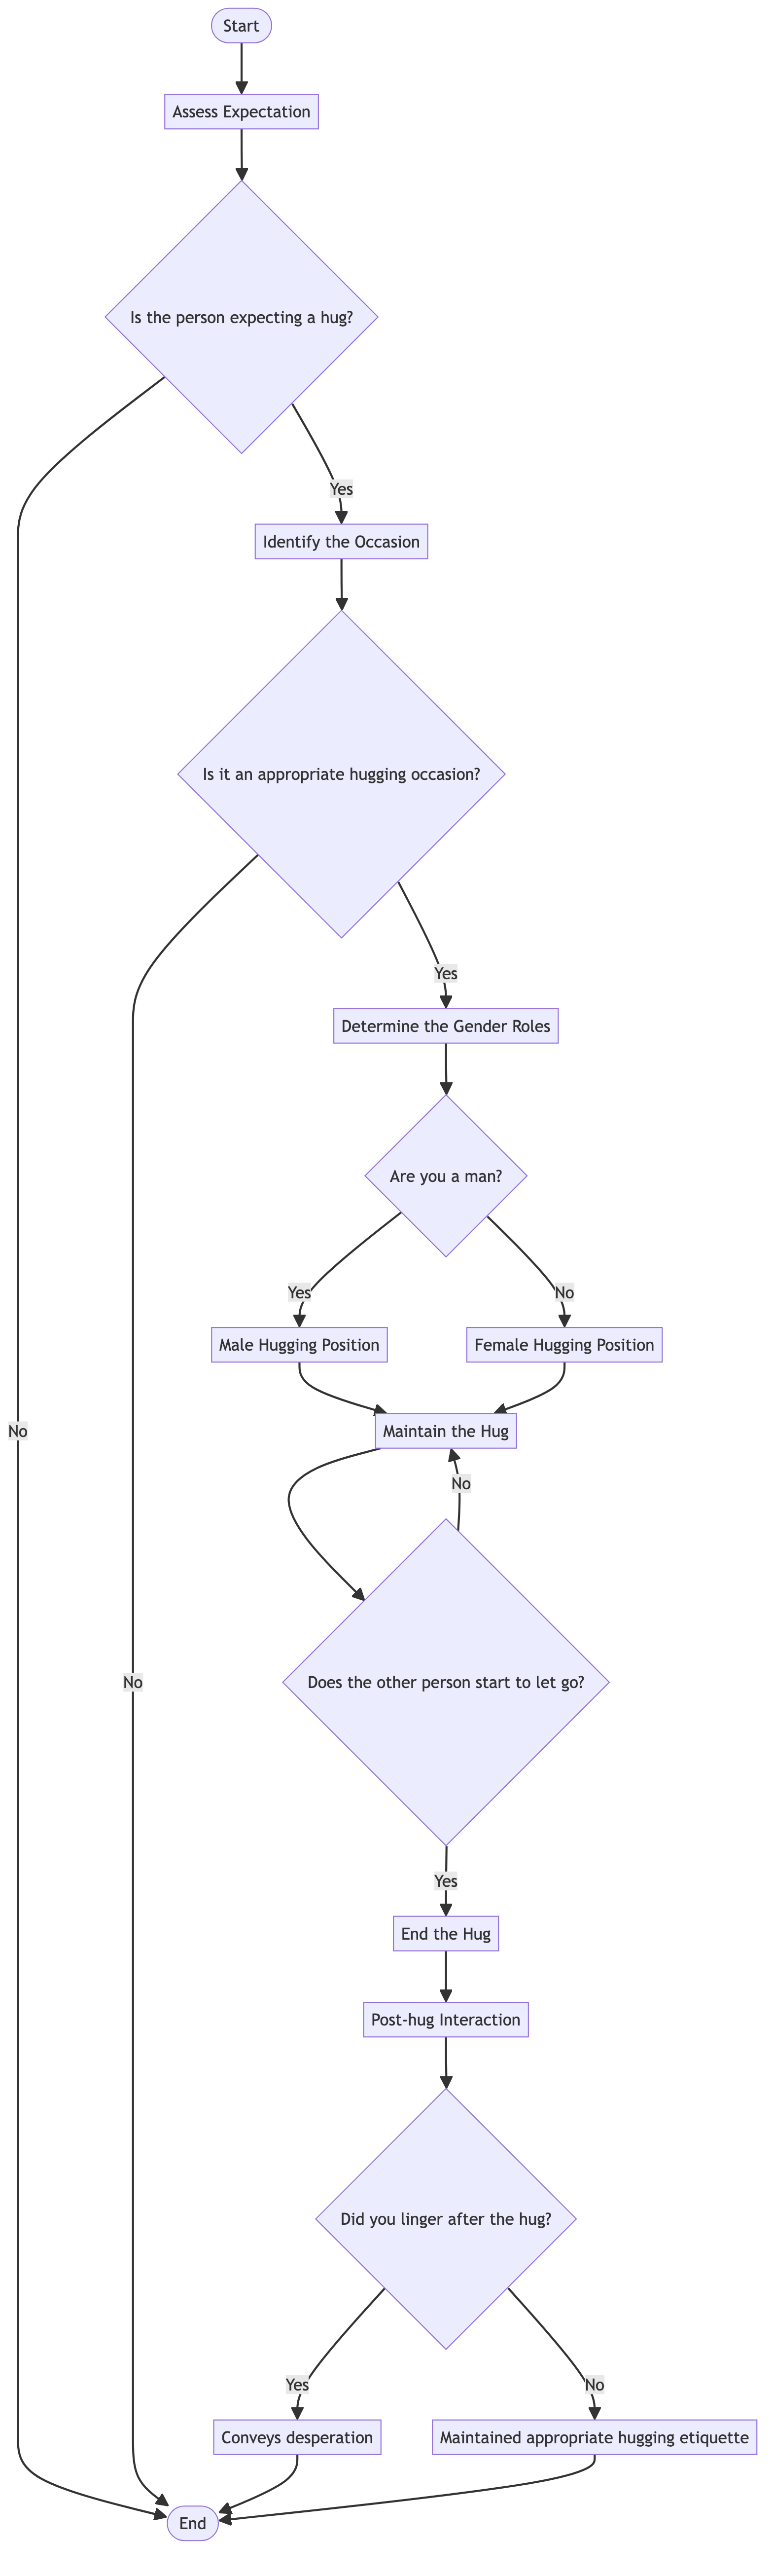 Start
Assess Expectation
Is the person expecting a hug?
Yes
Identify the Occasion
Is it an appropriate hugging occasion?
Yes
Determine the Gender Roles
Are you a man?
Yes
No
Male Hugging Position
Female Hugging Position
No
Maintain the Hug
No
No
Does the other person start to let go?
Yes
End the Hug
Post-hug Interaction
Did you linger after the hug?
Yes
No
Conveys desperation
Maintained appropriate hugging etiquette
End